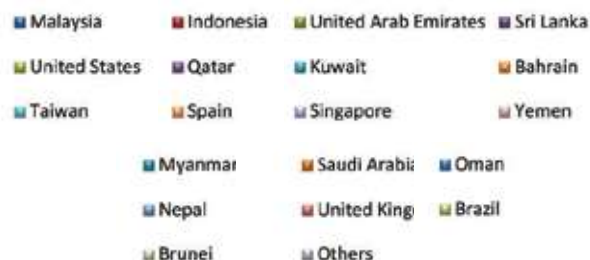 Malaysia Indonesia United Arab Emirates Sri Lanka
United States Qatar Kuwait Bahrain
Taiwan Spain Singapore Yemen
Myanmar Saudi Arabia Oman
Nepal United King Brazil
Brunei Others